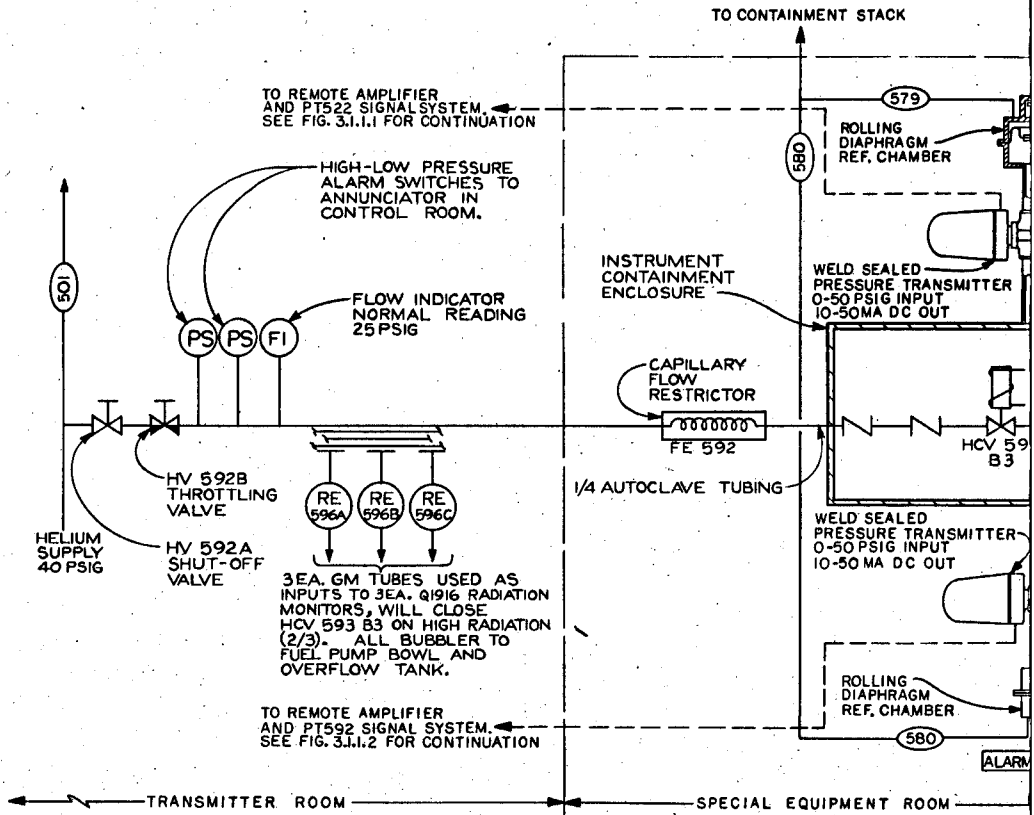 TO CONTAINMENT STACK
TO REMOTE AMPLIFIER
AND PT522 SIGNAL SYSTEM.
SEE FIG. 3.1.1.1 FOR CONTINUATION
579
ROLLING
DIAPHRAGM
REF. CHAMBER
580
HIGH-LOW PRESSURE
ALARM SWITCHES TO
ANNUNCIATOR IN
CONTROL ROOM.
INSTRUMENT
CONTAINMENT
ENCLOSURE
WELD SEALED
PRESSURE TRANSMITTER
0-50 PSIG INPUT
10-50 MA DC OUT
501
FLOW INDICATOR
NORMAL READING
25 PSIG
PS
PS
FI
CAPILLARY
FLOW
RESTRICTOR
FE 592
HCV 59
B3
1/4 AUTOCLAVE TUBING
HV 592B
THROTTLING
VALVE
HELIUM
SUPPLY
40 PSIG
HV 592A
SHUT-OFF
VALVE
RE
596A
RE
596B
RE
596C
3 EA. GM TUBES USED AS
INPUTS TO 3EA. Q1916 RADIATION
MONITORS, WILL CLOSE
HCV 593 B3 ON HIGH RADIATION
(2/3). ALL BUBBLER TO
FUEL PUMP BOWL AND
OVERFLOW TANK.
WELD SEALED
PRESSURE TRANSMITTER
0-50 PSIG INPUT
10-50 MA DC OUT
ROLLING
DIAPHRAGM
REF. CHAMBER
TO REMOTE AMPLIFIER
AND PT592 SIGNAL SYSTEM.
SEE FIG. 3.1.1.2 FOR CONTINUATION
580
ALARM
TRANSMITTER ROOM
SPECIAL EQUIPMENT ROOM